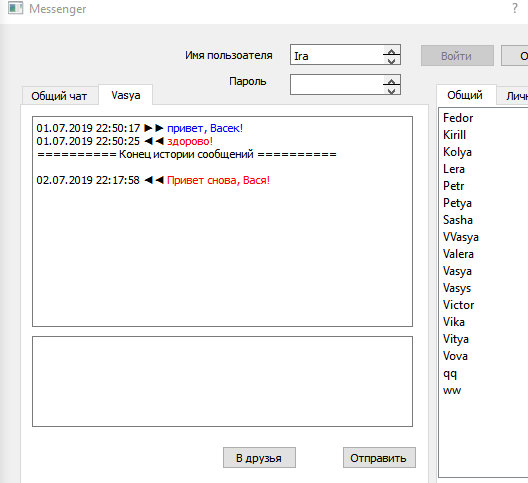 Messenger
?
Имя пользоателя
Ira
Войти
Пароль
Общий чат
Vasya
Общий
01.07.2019 22:50:17 ►► привет, Васек!
01.07.2019 22:50:25 ◄◄ здорово!
========== Конец истории сообщений ==========
02.07.2019 22:17:58 ◄◄ Привет снова, Вася!
Fedor
Kirill
Kolya
Lera
Petr
Petya
Sasha
VVasya
Valera
Vasya
Vasys
Victor
Vika
Vitya
Vova
qq
ww
В друзья
Отправить